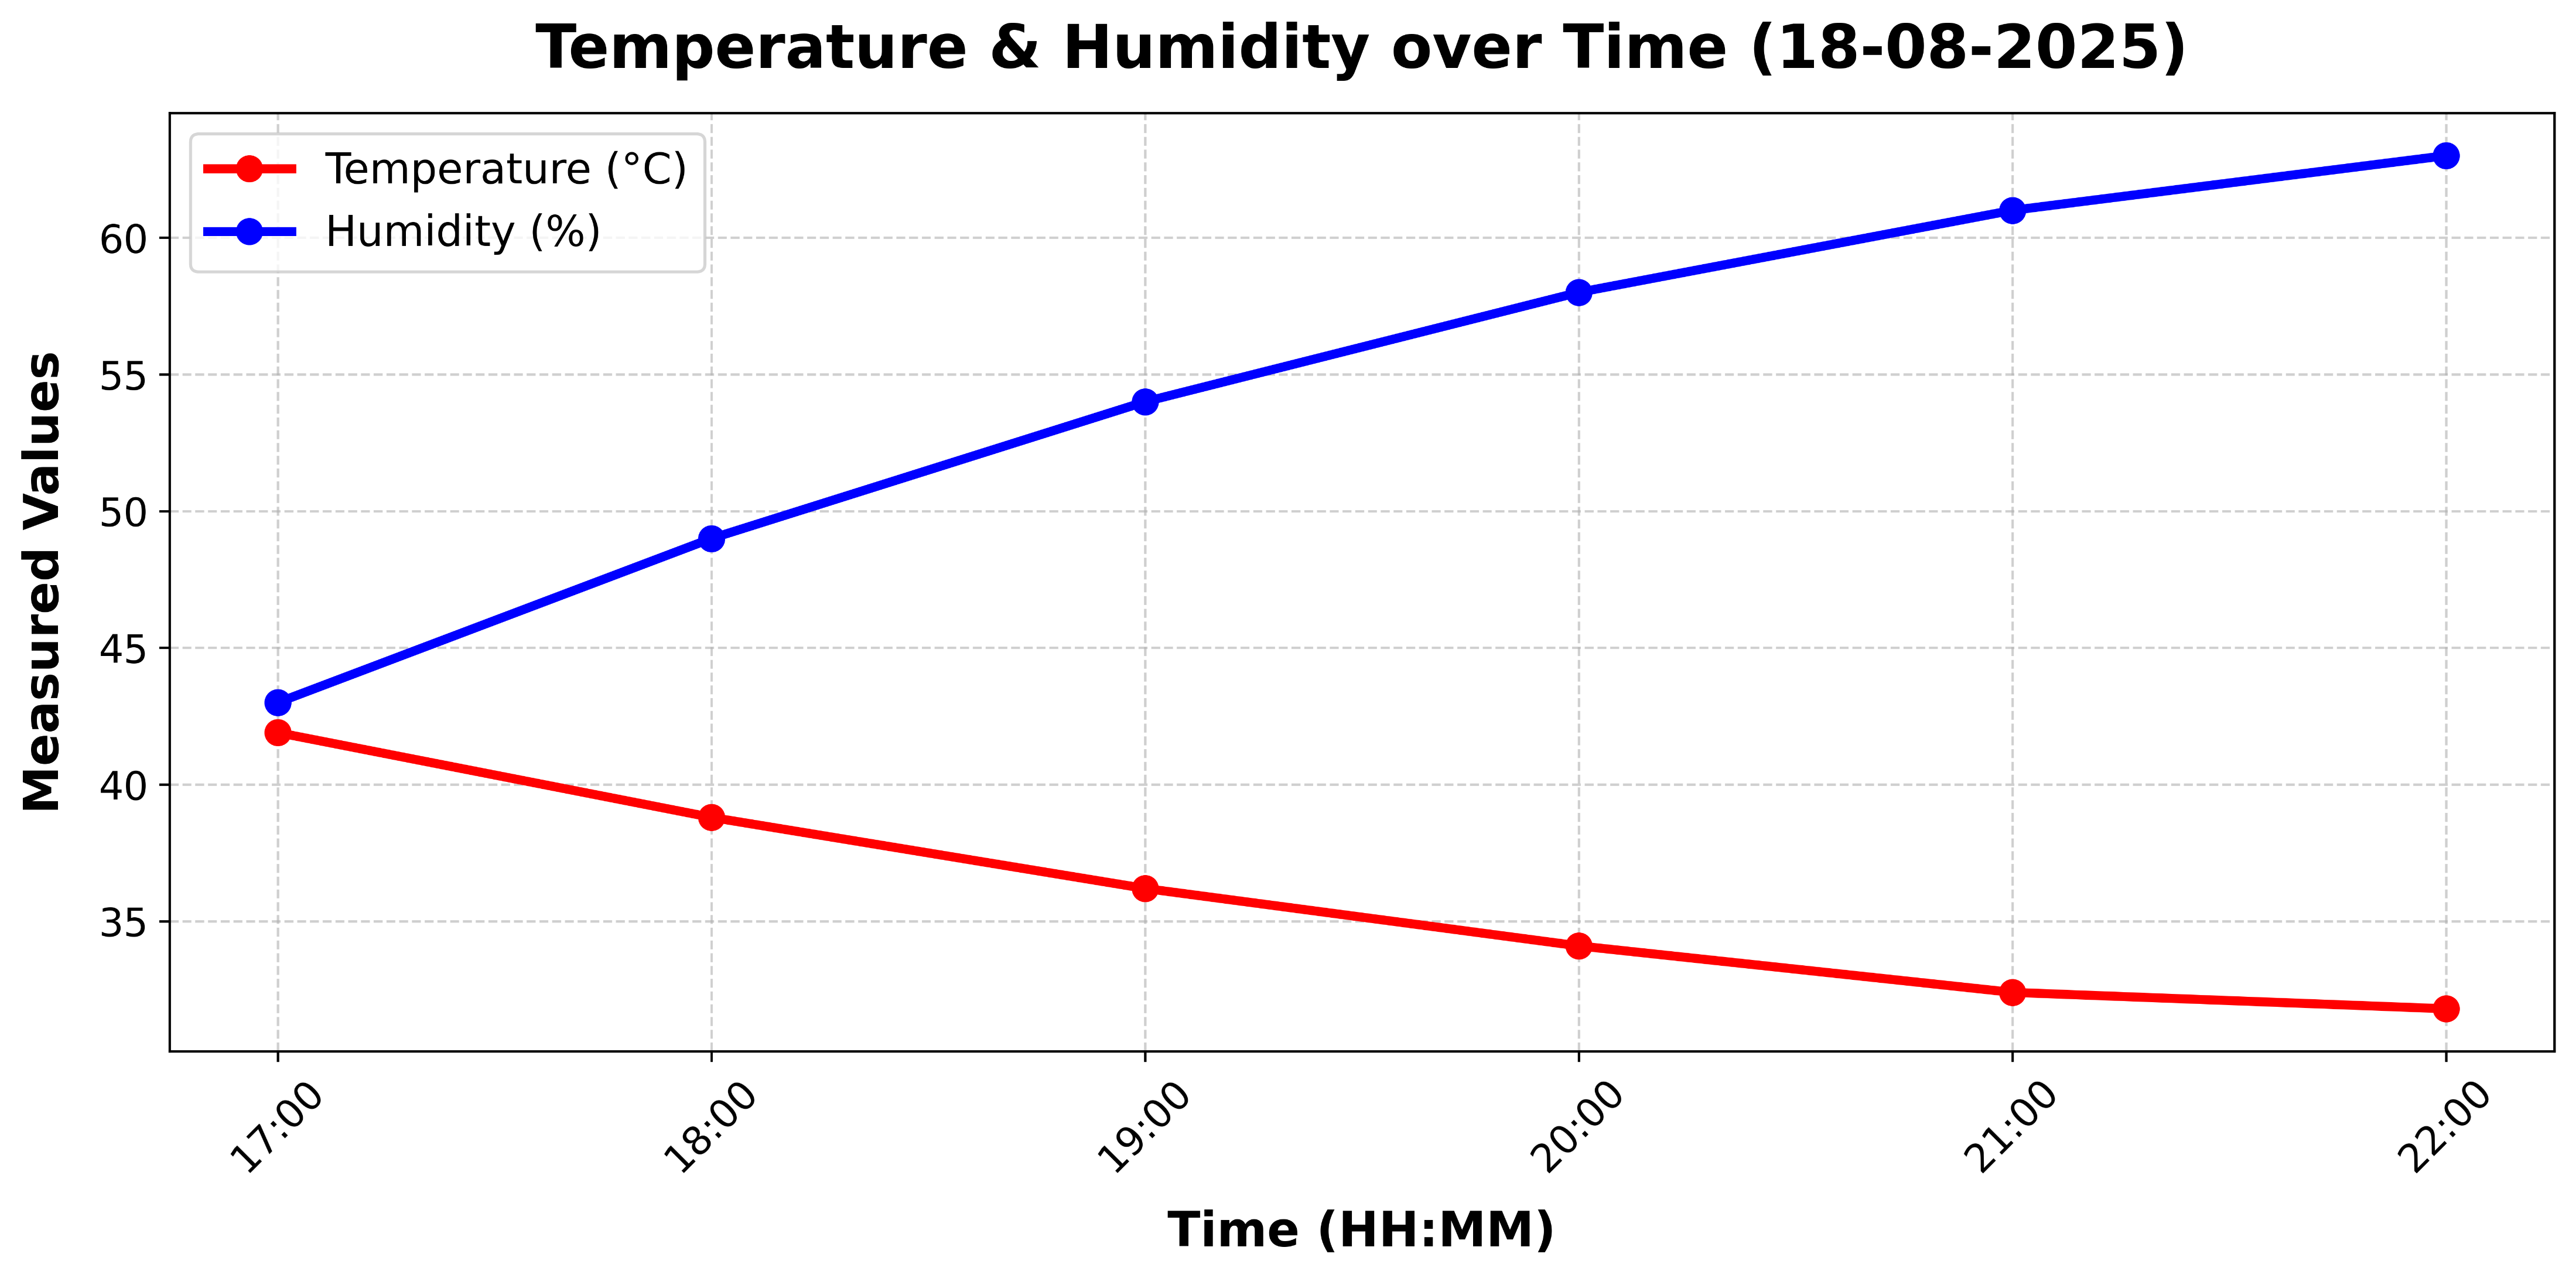 Temperature & Humidity over Time (18-08-2025)
Temperature (°C)
Humidity (%)
Measured Values
60
55
50
45
40
35
17:00
18:00
19:00
20:00
21:00
22:00
Time (HH:MM)